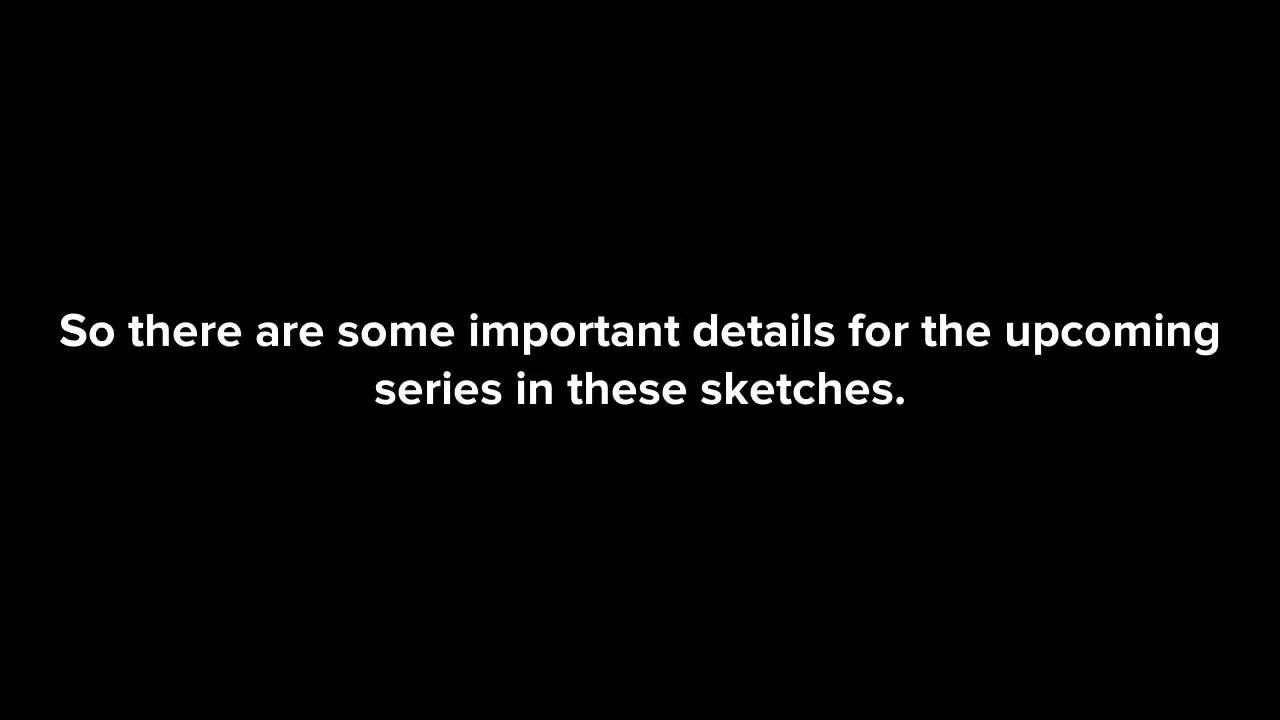 So there are some important details for the upcoming
series in these sketches.